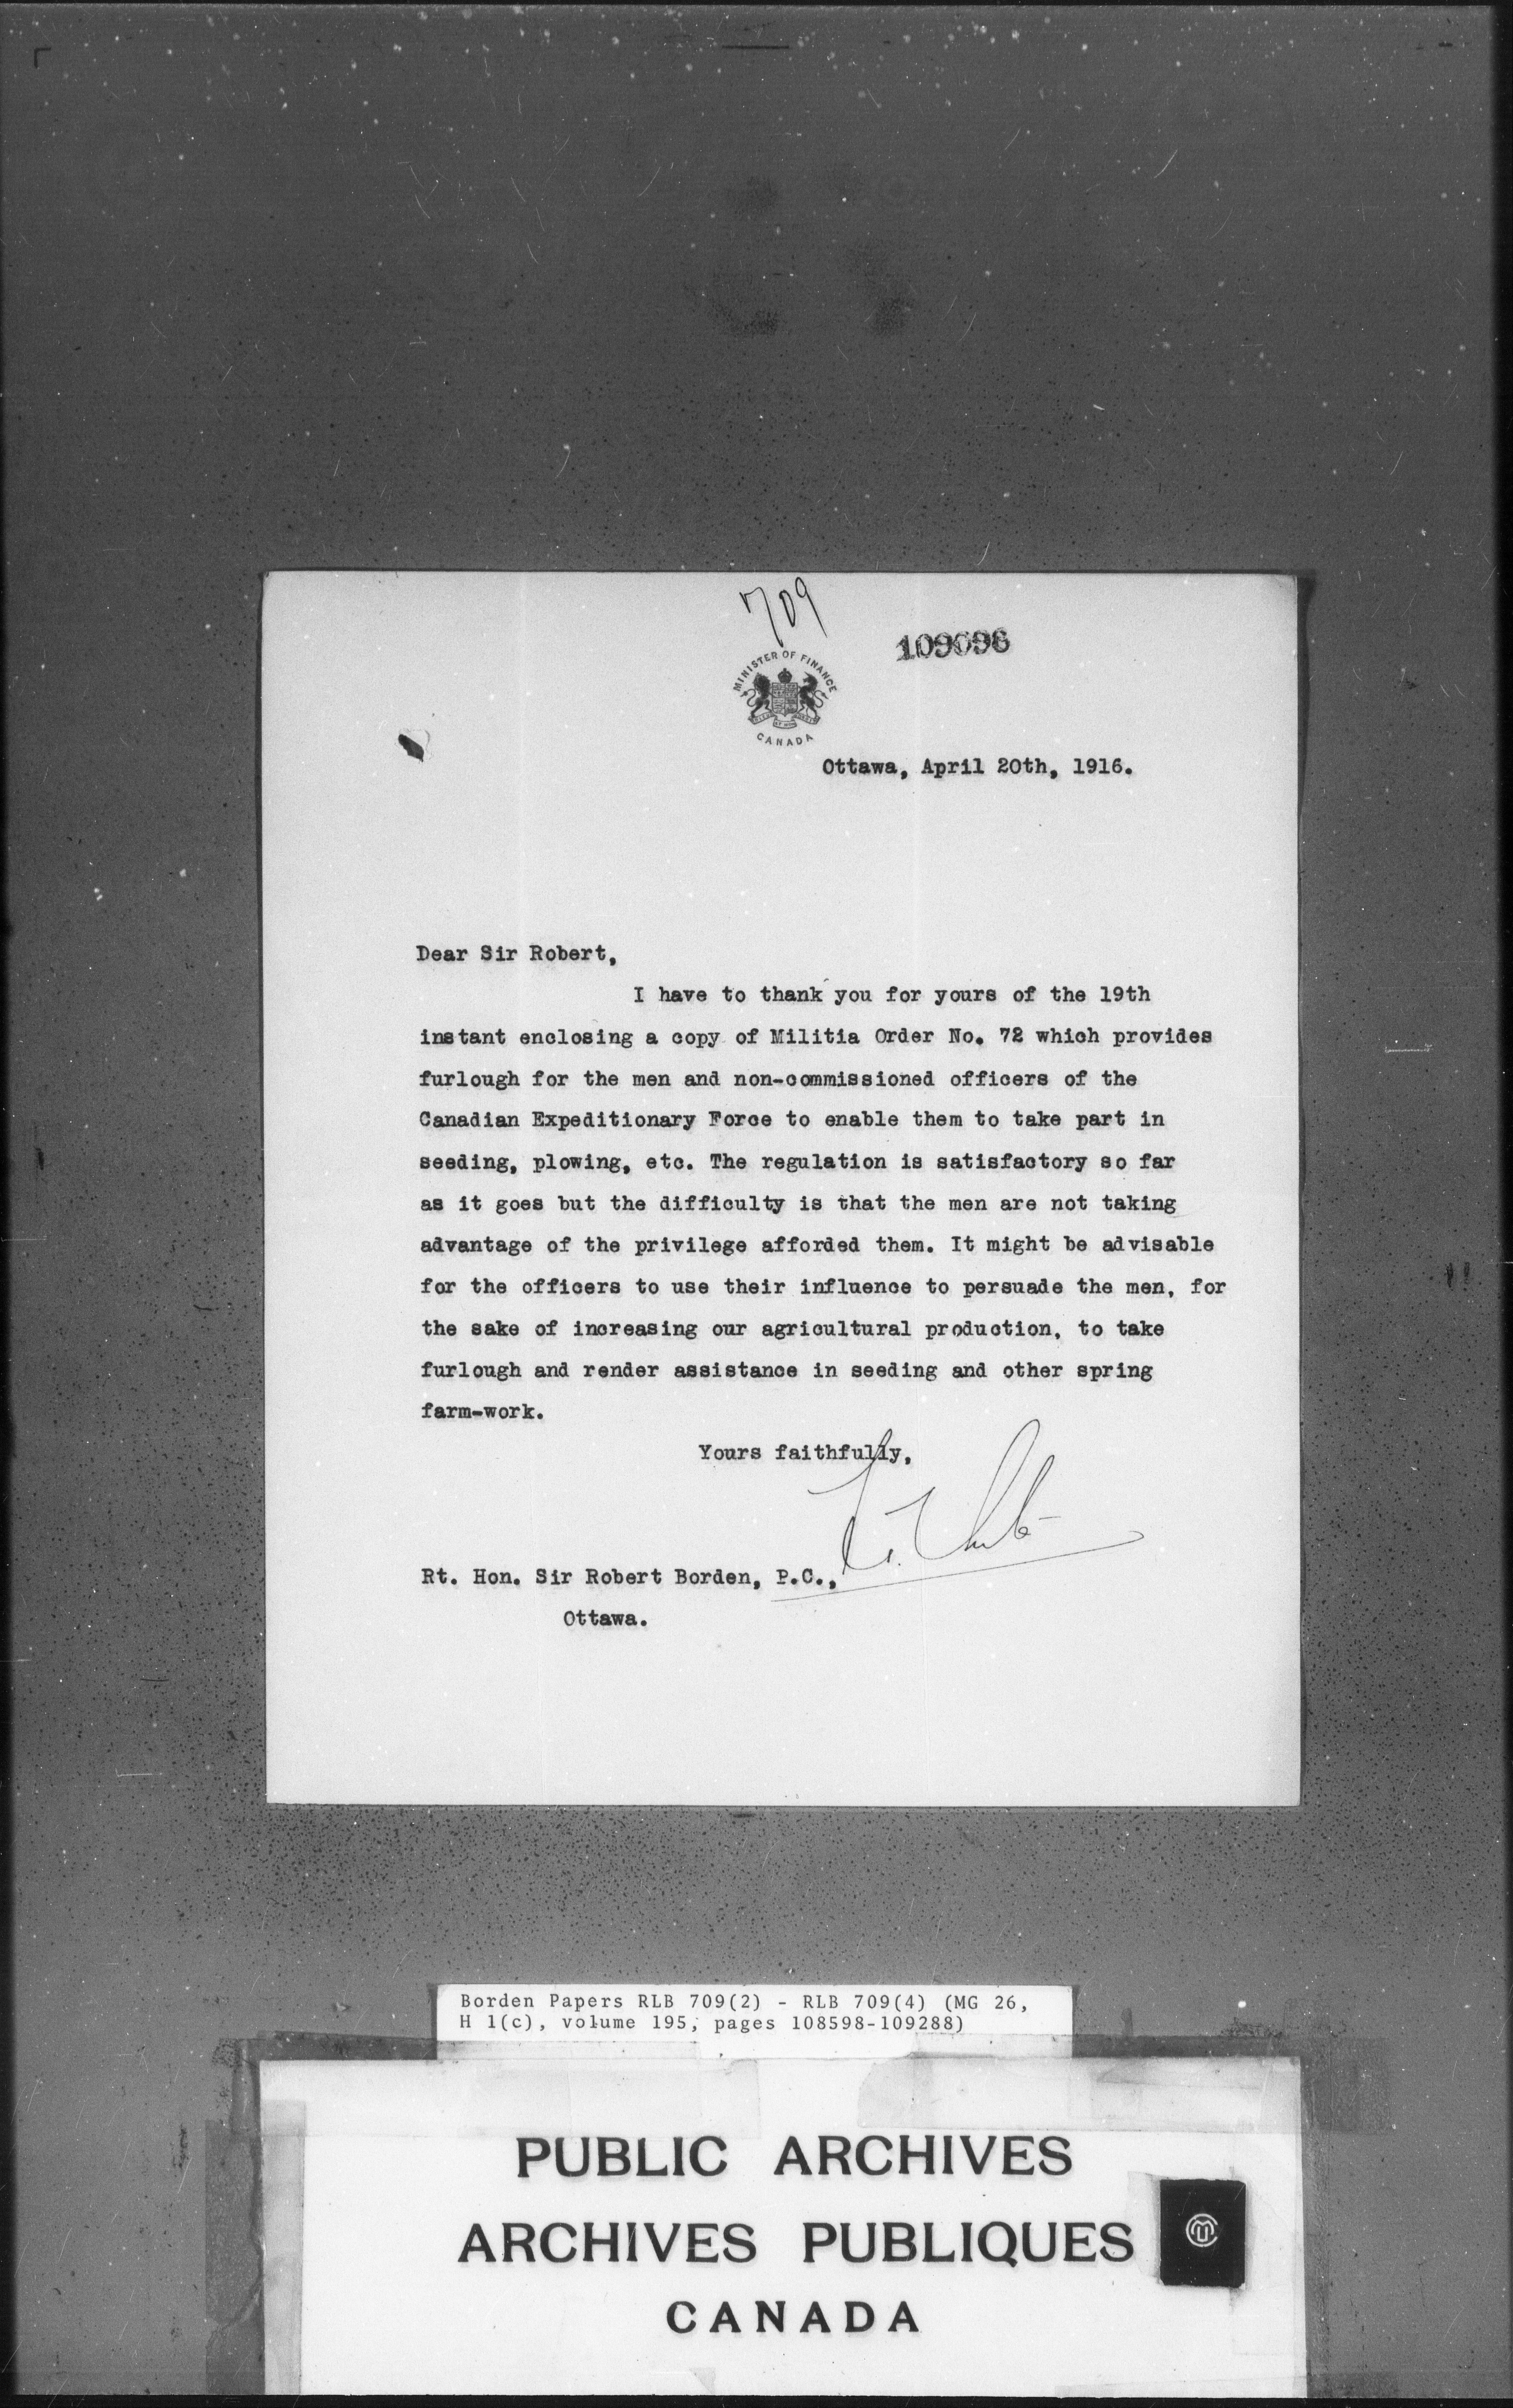 709
109096
MINISTER OF FINANCE
CANADA
Ottawa, April 20th, 1916.
Dear Sir Robert,
I have to thank you for yours of the 19th
instant enclosing a copy of Militia Order No. 72 which provides
furlough for the men and non-commissioned officers of the
Canadian Expeditionary Force to enable them to take part in
seeding, plowing, etc. The regulation is satisfactory so far
as it goes but the difficulty is that the men are not taking
advantage of the privilege afforded them. It might be advisable
for the officers to use their influence to persuade the men, for
the sake of increasing our agricultural production, to take
furlough and render assistance in seeding and other spring
farm-work.
Yours faithfully,
Rt. Hon. Sir Robert Borden, P.C.,
Ottawa.
Borden Papers RLB 709(2) - RLB 709(4) (MG 26,
H 1(c), volume 195, pages 108598-109288)
PUBLIC ARCHIVES
ARCHIVES PUBLIQUES
CANADA